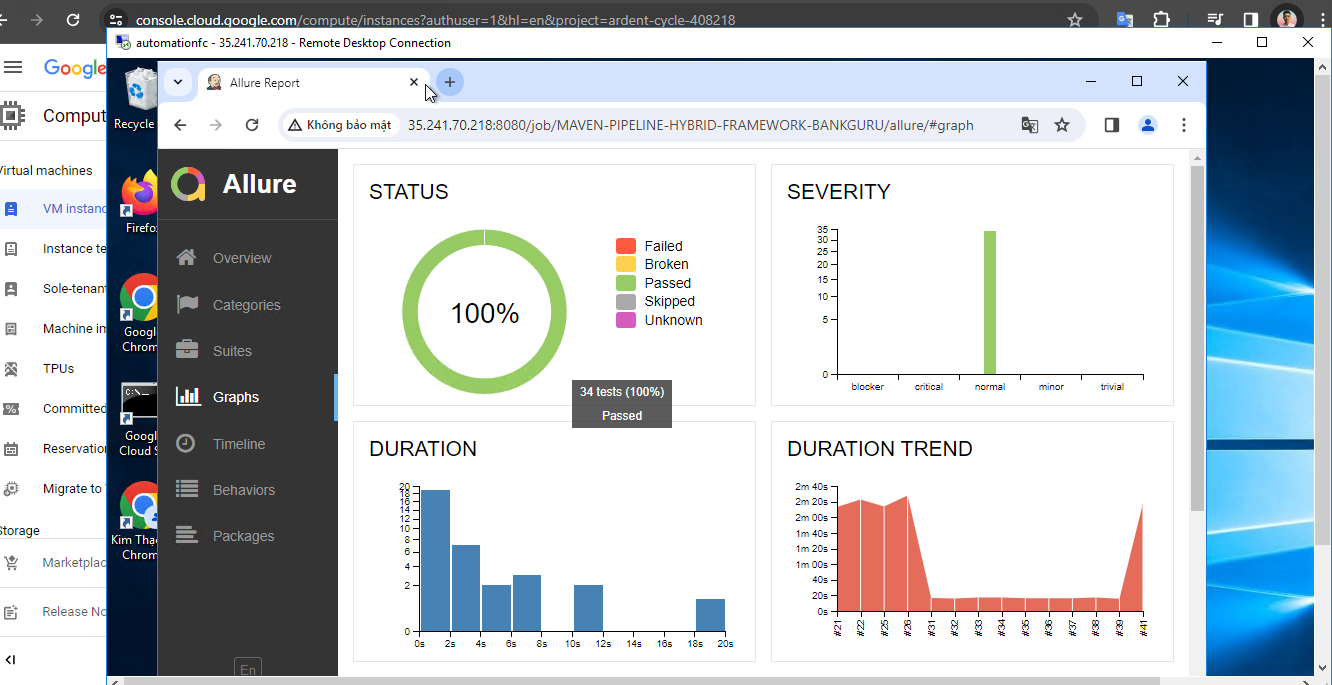 console.cloud.google.com/compute/instances?authuser=1&hl=en&project=ardent-cycle-408218
automationfc - 35.241.70.218 - Remote Desktop Connection
Google
Comput
Virtual machines
VM instanc
Instance te
Sole-tenant
Machine im
TPUs
Committed
Reservation
Migrate to
Storage
Marketplac
Release No
Recycle
Firefox
Googl
Chrom
Googl
Cloud S
Kim Tha
Chrom
Allure Report
Không bảo mật
35.241.70.218:8080/job/MAVEN-PIPELINE-HYBRID-FRAMEWORK-BANKGURU/allure/#graph
Allure
Overview
Categories
Suites
Graphs
Timeline
Behaviors
Packages
En
STATUS
100%
Failed
Broken
Passed
Skipped
Unknown
34 tests (100%)
Passed
SEVERITY
35
30
25
20
15
10
5
0
blocker critical normal minor trivial
DURATION
20
18
16
14
12
10
8
6
4
2
0
0s 2s 4s 6s 8s 10s 12s 14s 16s 18s 20s
DURATION TREND
2m 40s
2m 20s
2m 00s
1m 40s
1m 20s
1m 00s
40s
20s
0s
#21 #22 #25 #26 #31 #32 #33 #34 #35 #36 #37 #38 #39 #41